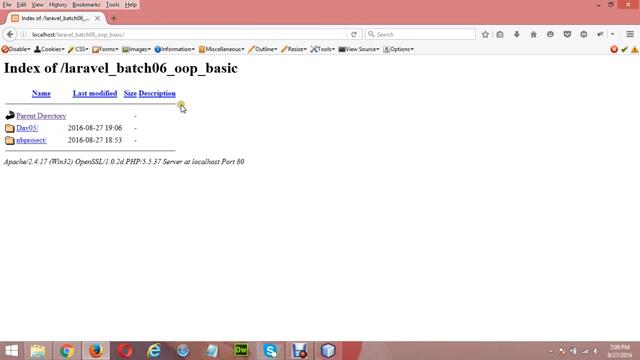 File Edit View History Bookmarks Tools Help
Index of /laravel_batch06_oo...
localhost/laravel_batch06_oop_basic/
Search
Disable Cookies CSS Forms Images Information Miscellaneous Outline Resize Tools View Source Options
Index of /laravel_batch06_oop_basic
Name Last modified Size Description
Parent Directory -
Day05/ 2016-08-27 19:06 -
nbproject/ 2016-08-27 18:53 -
Apache/2.4.17 (Win32) OpenSSL/1.0.2d PHP/5.5.37 Server at localhost Port 80
7:09 PM
8/27/2016